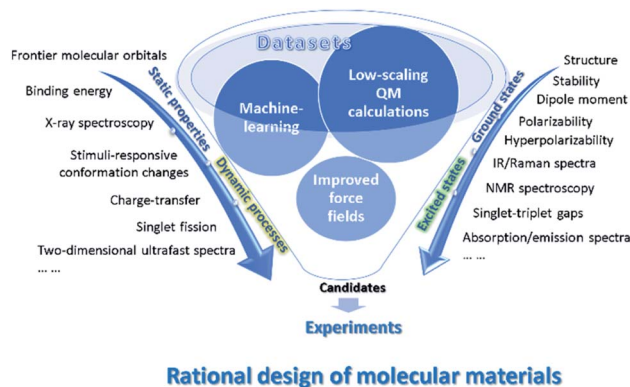 Datasets
Low-scaling
QM
calculations
Machine-
learning
Improved
force
fields
Frontier molecular orbitals
Binding energy
X-ray spectroscopy
Stimuli-responsive
conformation changes
Charge-transfer
Singlet fission
Two-dimensional ultrafast spectra
... ...
Static properties
Dynamic processes
Ground states
Excited states
Structure
Stability
Dipole moment
Polarizability
Hyperpolarizability
IR/Raman spectra
NMR spectroscopy
Singlet-triplet gaps
Absorption/emission spectra
... ...
Candidates
Experiments
Rational design of molecular materials